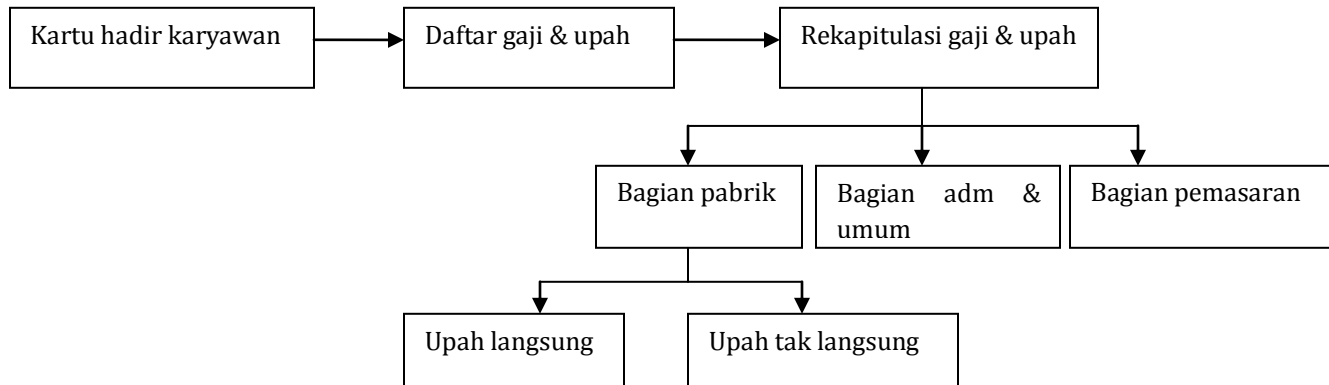 Kartu hadir karyawan
Daftar gaji & upah
Rekapitulasi gaji & upah
Bagian pabrik
Bagian adm &
umum
Bagian pemasaran
Upah langsung
Upah tak langsung